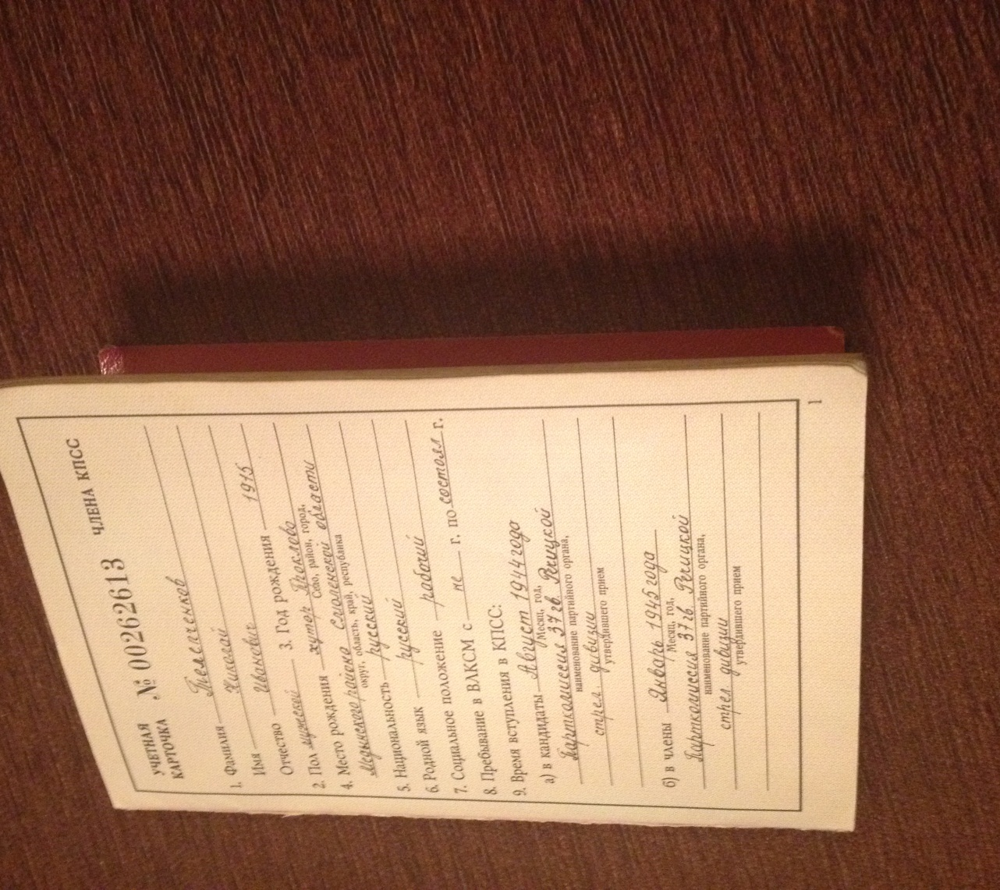 УЧЕТНАЯ КАРТОЧКА № 00262613 ЧЛЕНА КПСС
1. Фамилия Телегченков
Имя Николай
Отчество Иванович 3. Год рождения 1915
2. Пол мужской
4. Место рождения хутор Проклово
Село, район, город,
Медынского района Смоленской области
округ, область, край, республика
5. Национальность русский
6. Родной язык русский
7. Социальное положение рабочий
8. Пребывание в ВЛКСМ с не г. по состоял г.
9. Время вступления в КПСС:
а) в кандидаты Август 1944 года
Месяц, год,
Парткомиссия 37 гв. Речицкой
наименование партийного органа,
стрел. дивизии
утвердившего прием
б) в члены Январь 1945 года
Месяц, год,
Парткомиссия 37 гв. Речицкой
наименование партийного органа,
стрел. дивизии
утвердившего прием
1